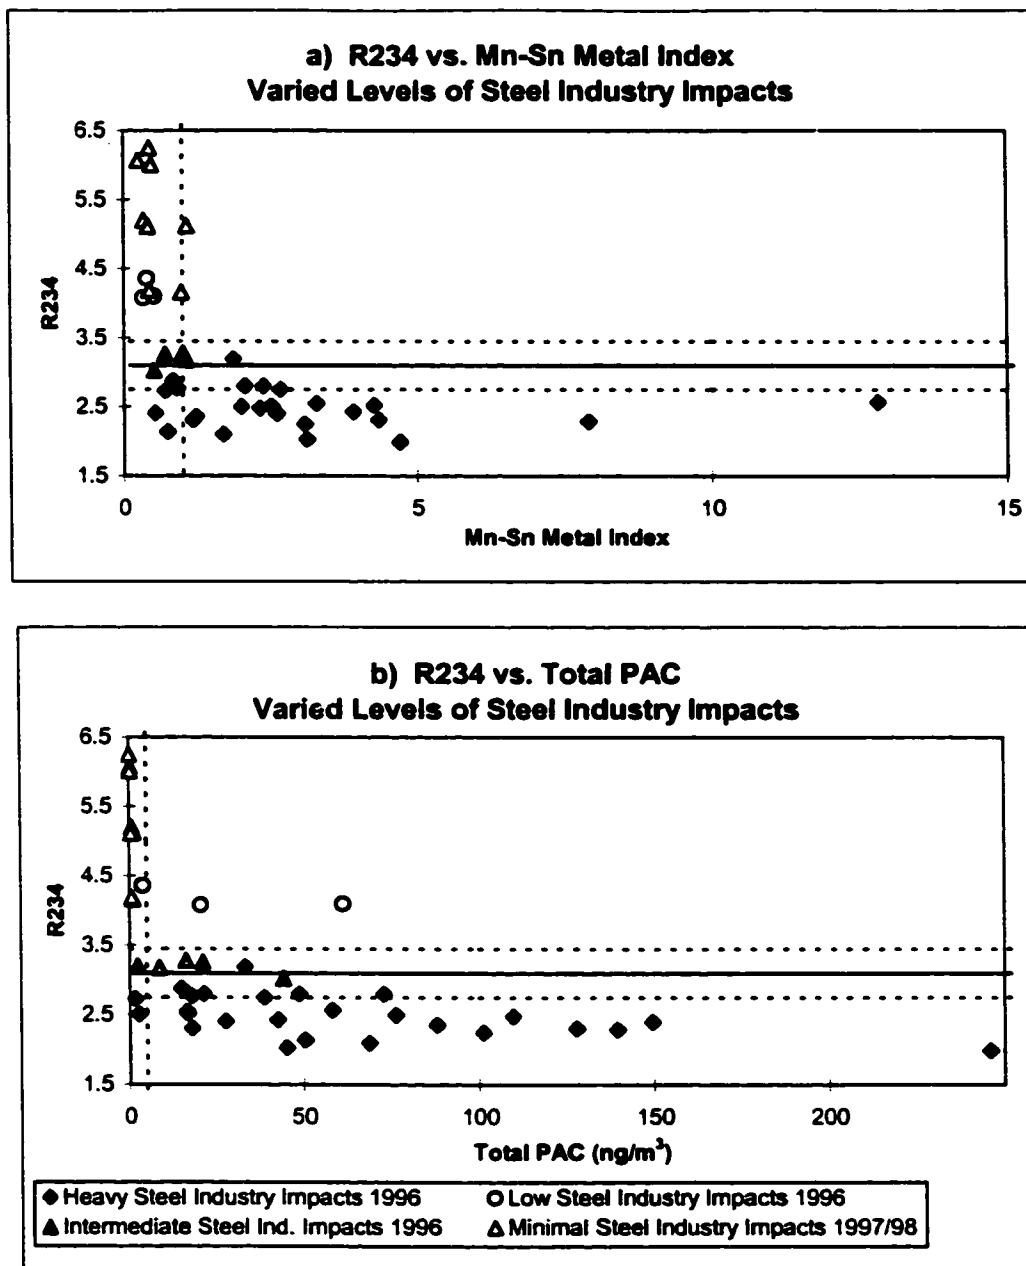 a) R234 vs. Mn-Sn Metal Index
Varied Levels of Steel Industry Impacts
6.5
5.5
4.5
3.5
2.5
1.5
R234
0 5 10 15
Mn-Sn Metal Index
b) R234 vs. Total PAC
Varied Levels of Steel Industry Impacts
6.5
5.5
4.5
3.5
2.5
1.5
R234
0 50 100 150 200
Total PAC (ng/m³)
Heavy Steel Industry Impacts 1996 Low Steel Industry Impacts 1996
Intermediate Steel Ind. Impacts 1996 Minimal Steel Industry Impacts 1997/98